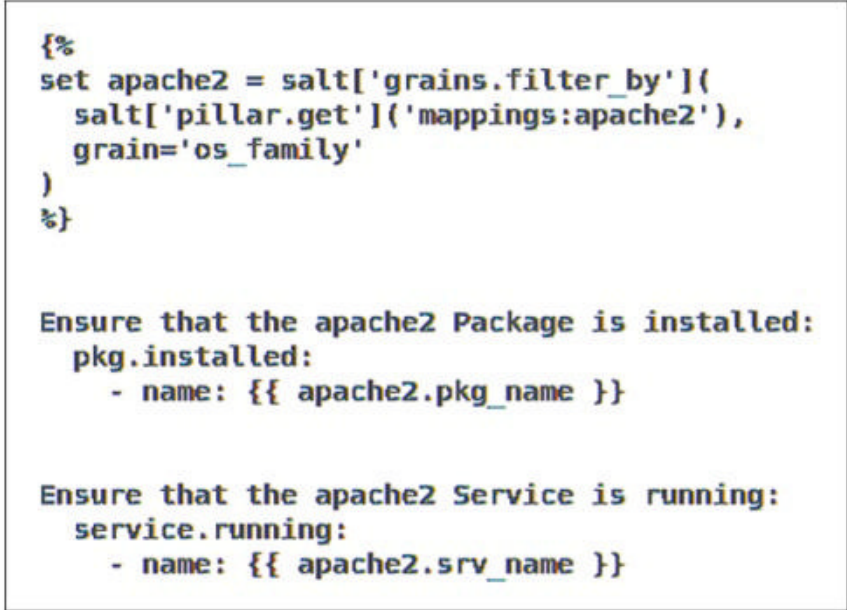 {%
set apache2 = salt['grains.filter_by'](
  salt['pillar.get']('mappings:apache2'),
  grain='os_family'
)
%}
Ensure that the apache2 Package is installed:
  pkg.installed:
    - name: {{ apache2.pkg_name }}
Ensure that the apache2 Service is running:
  service.running:
    - name: {{ apache2.srv_name }}